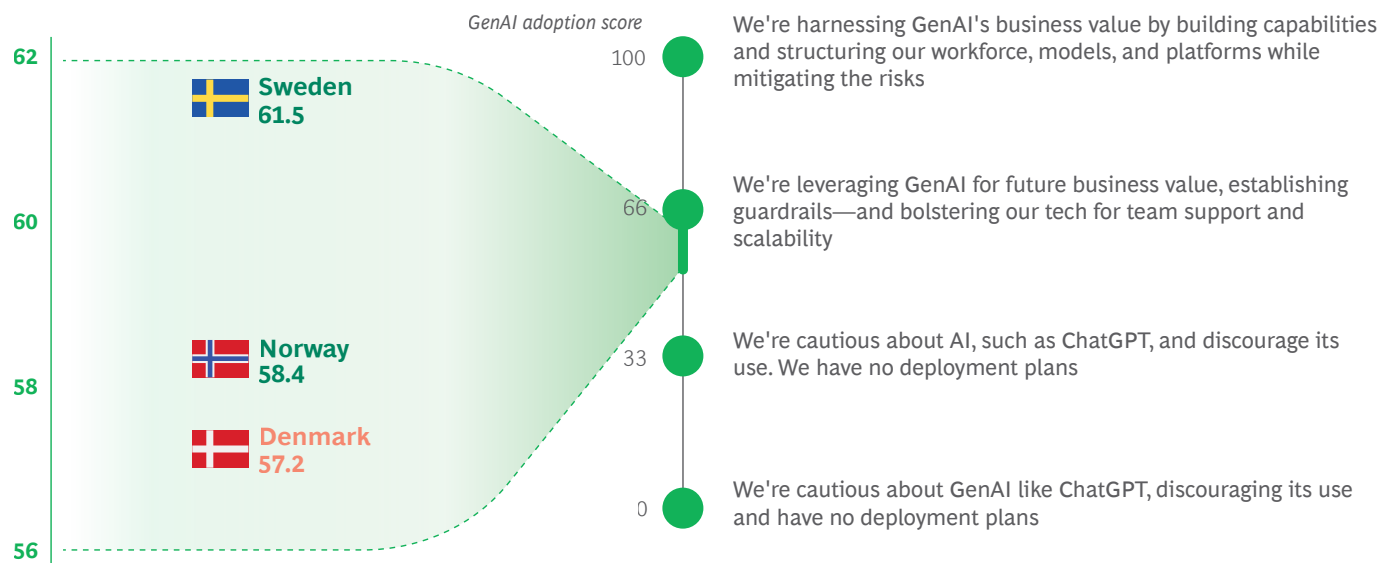 GenAI adoption score
62
60
58
56
Sweden
61.5
Norway
58.4
Denmark
57.2
100
We're harnessing GenAI's business value by building capabilities
and structuring our workforce, models, and platforms while
mitigating the risks
66
We're leveraging GenAI for future business value, establishing
guardrails—and bolstering our tech for team support and
scalability
33
We're cautious about AI, such as ChatGPT, and discourage its
use. We have no deployment plans
0
We're cautious about GenAI like ChatGPT, discouraging its use
and have no deployment plans